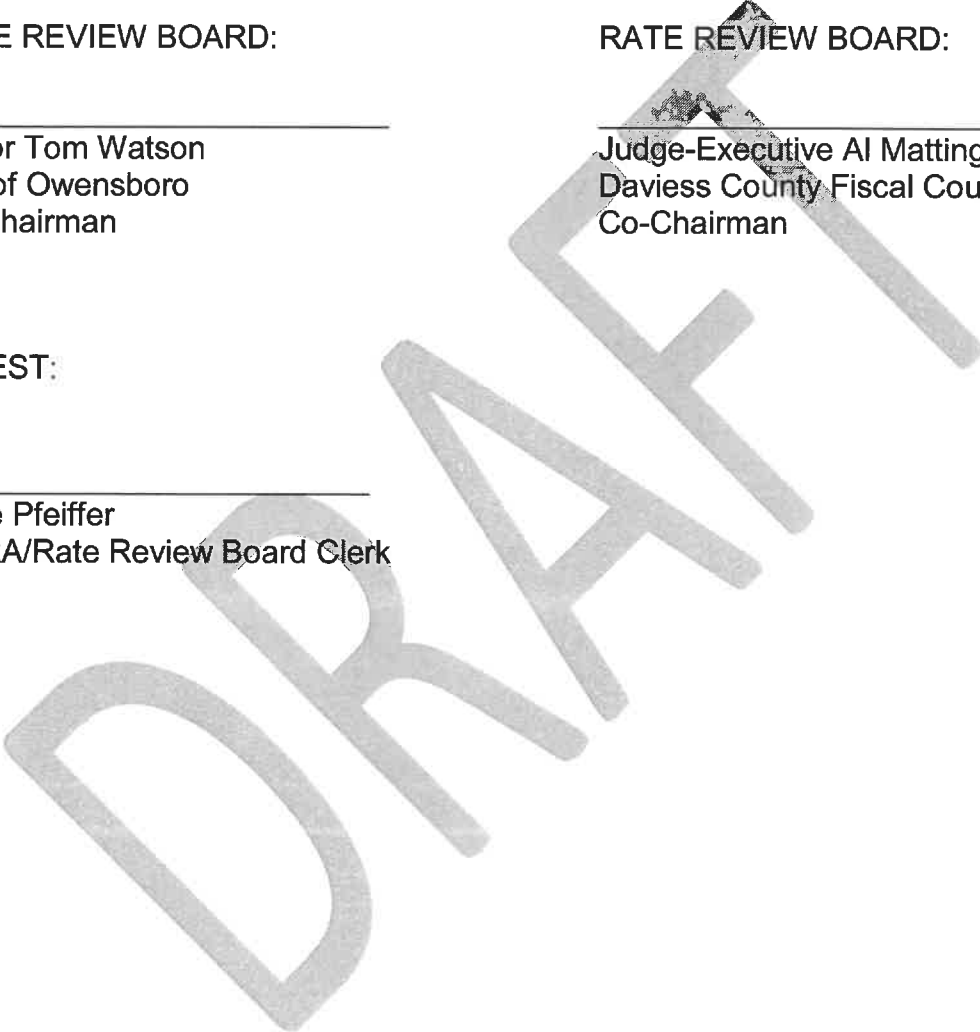 E REVIEW BOARD:
or Tom Watson
of Owensboro
hairman
EST:
e Pfeiffer
A/Rate Review Board Clerk
RATE REVIEW BOARD:
Judge-Executive Al Matting
Daviess County Fiscal Cou
Co-Chairman
DRAFT